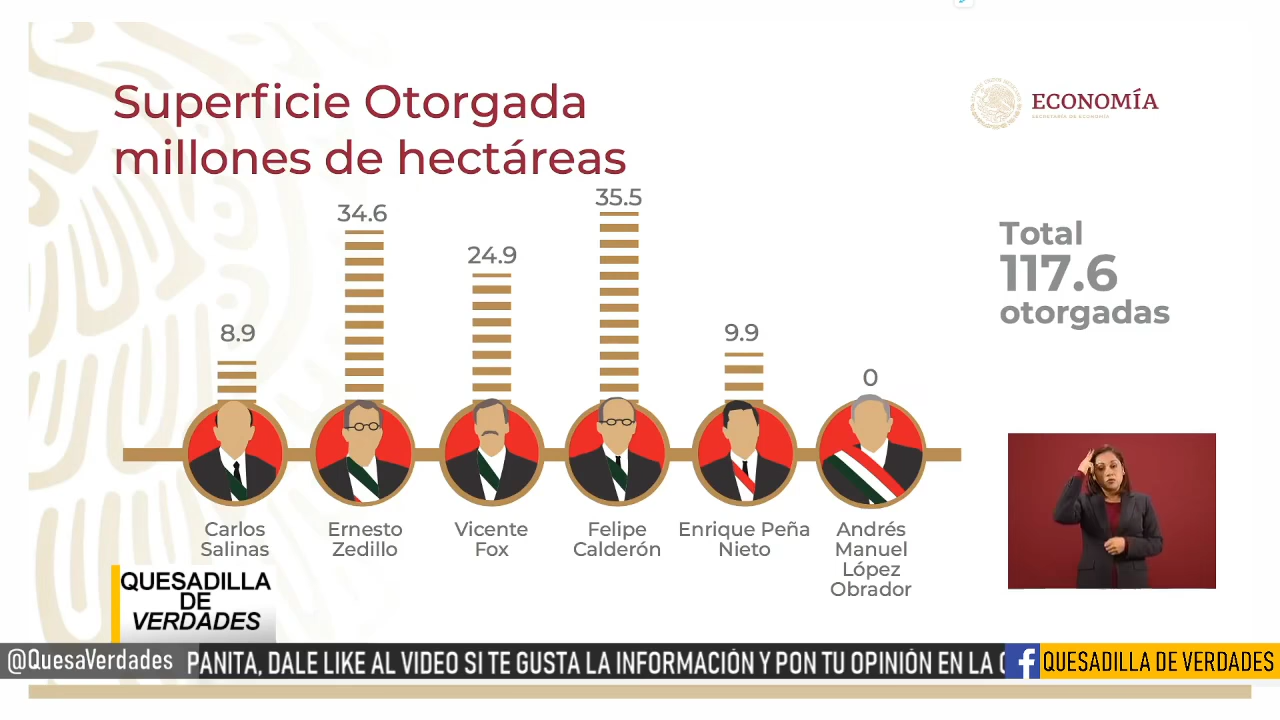 Superficie Otorgada
millones de hectáreas
ECONOMÍA
SECRETARÍA DE ECONOMÍA
8.9
34.6
24.9
35.5
9.9
0
Total
117.6
otorgadas
Carlos
Salinas
Ernesto
Zedillo
Vicente
Fox
Felipe
Calderón
Enrique Peña
Nieto
Andrés
Manuel
López
Obrador
QUESADILLA
DE
VERDADES
@QuesaVerdades
PANITA, DALE LIKE AL VIDEO SI TE GUSTA LA INFORMACIÓN Y PON TU OPINIÓN EN LA
QUESADILLA DE VERDADES